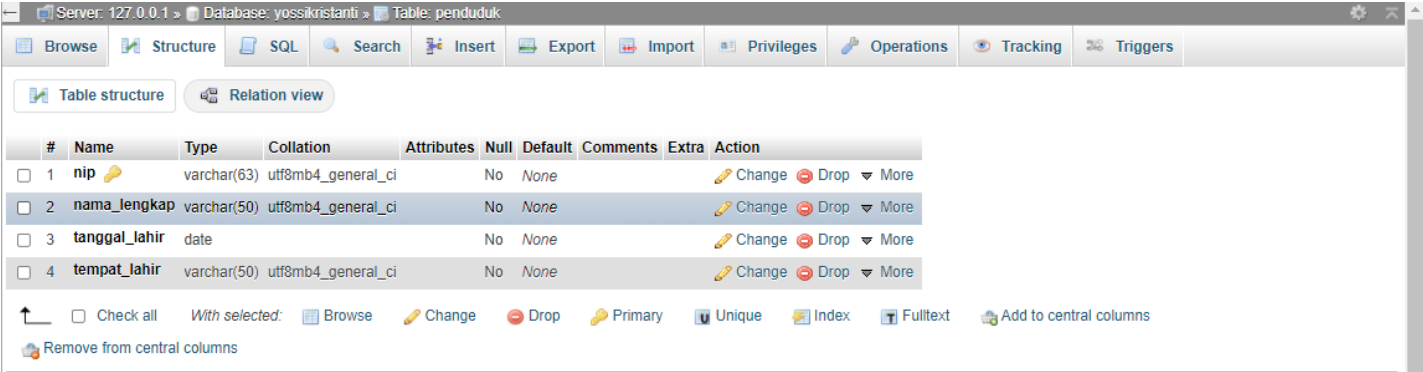 Server: 127.0.0.1 » Database: yossikristanti » Table: penduduk
Browse Structure SQL Search Insert Export Import Privileges Operations Tracking Triggers
Table structure Relation view
# Name Type Collation Attributes Null Default Comments Extra Action
1 nip varchar(63) utf8mb4_general_ci No None Change Drop More
2 nama_lengkap varchar(50) utf8mb4_general_ci No None Change Drop More
3 tanggal_lahir date No None Change Drop More
4 tempat_lahir varchar(50) utf8mb4_general_ci No None Change Drop More
Check all With selected: Browse Change Drop Primary Unique Index Fulltext Add to central columns
Remove from central columns